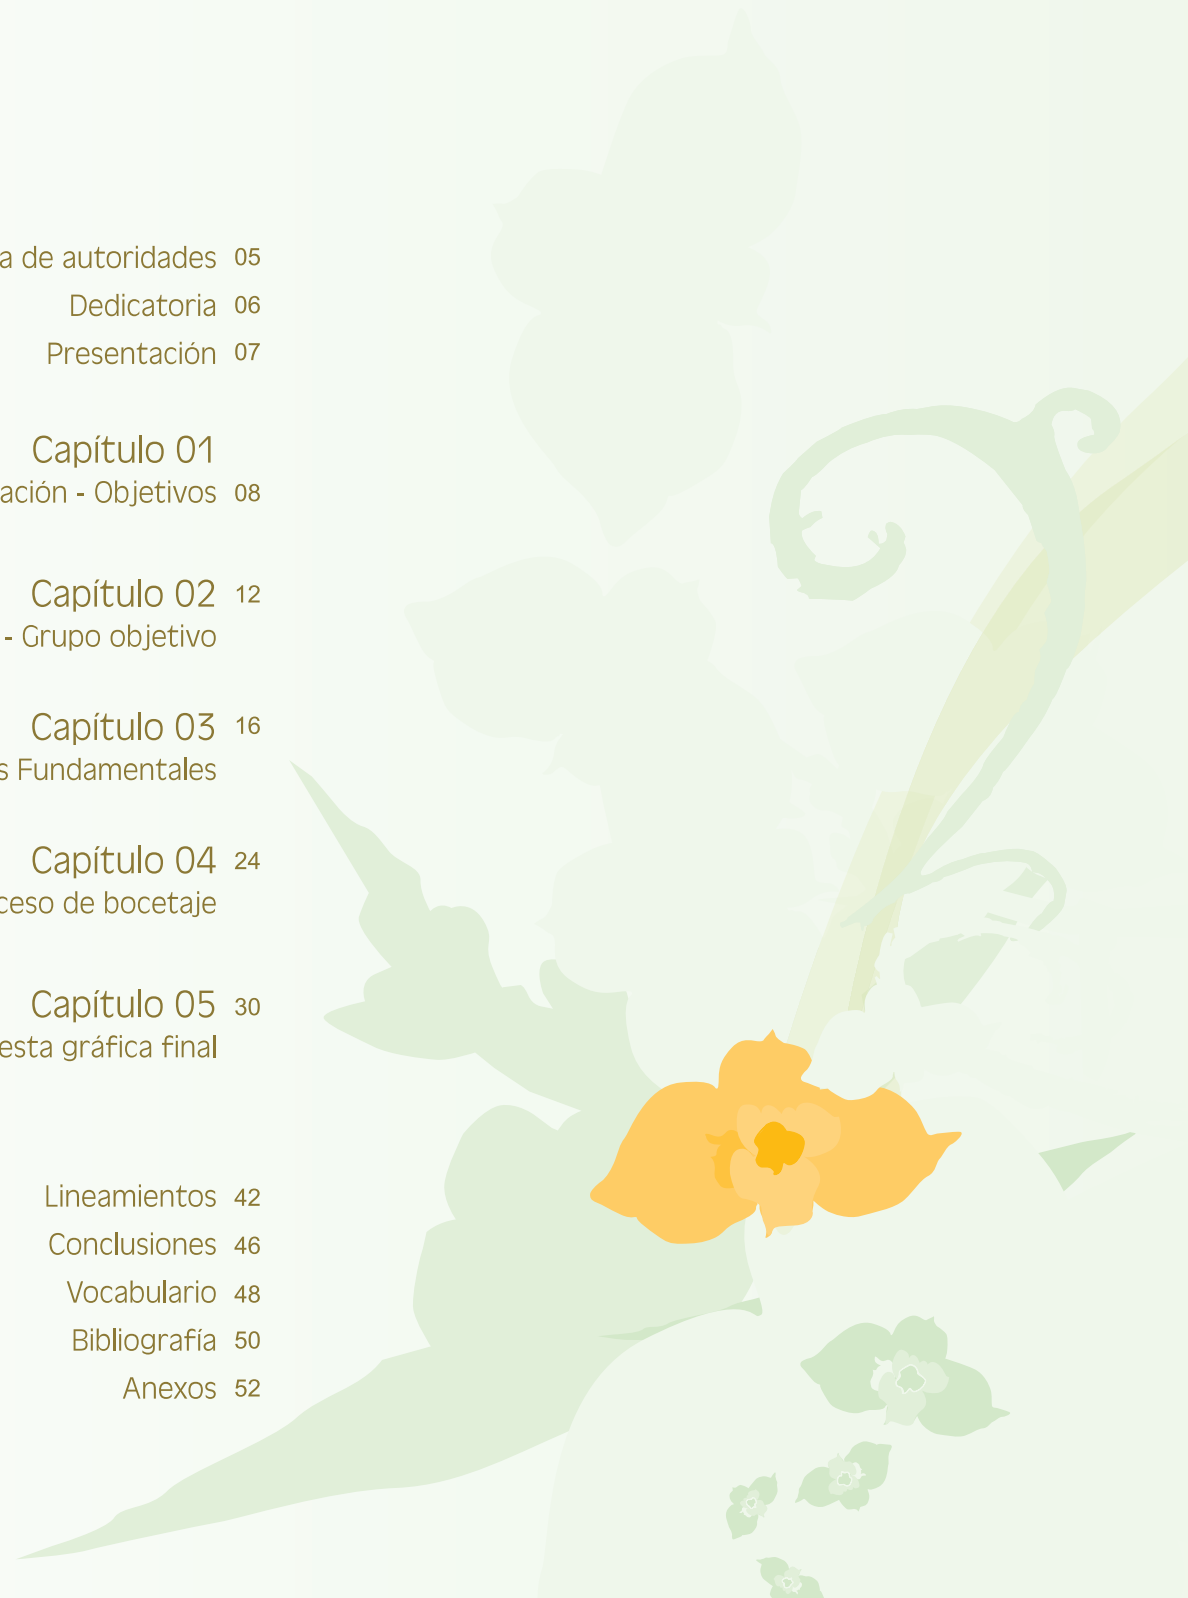 a de autoridades 05
Dedicatoria 06
Presentación 07
Capítulo 01
ación - Objetivos 08
Capítulo 02 12
- Grupo objetivo
Capítulo 03 16
s Fundamentales
Capítulo 04 24
ceso de bocetaje
Capítulo 05 30
esta gráfica final
Lineamientos 42
Conclusiones 46
Vocabulario 48
Bibliografía 50
Anexos 52